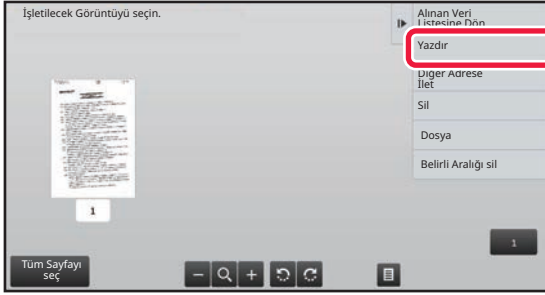 İşletilecek Görüntüyü seçin.
Alınan Veri
Listesine Dön
Yazdır
Diğer Adrese
İlet
Sil
Dosya
Belirli Aralığı sil
1
1
Tüm Sayfayı
seç